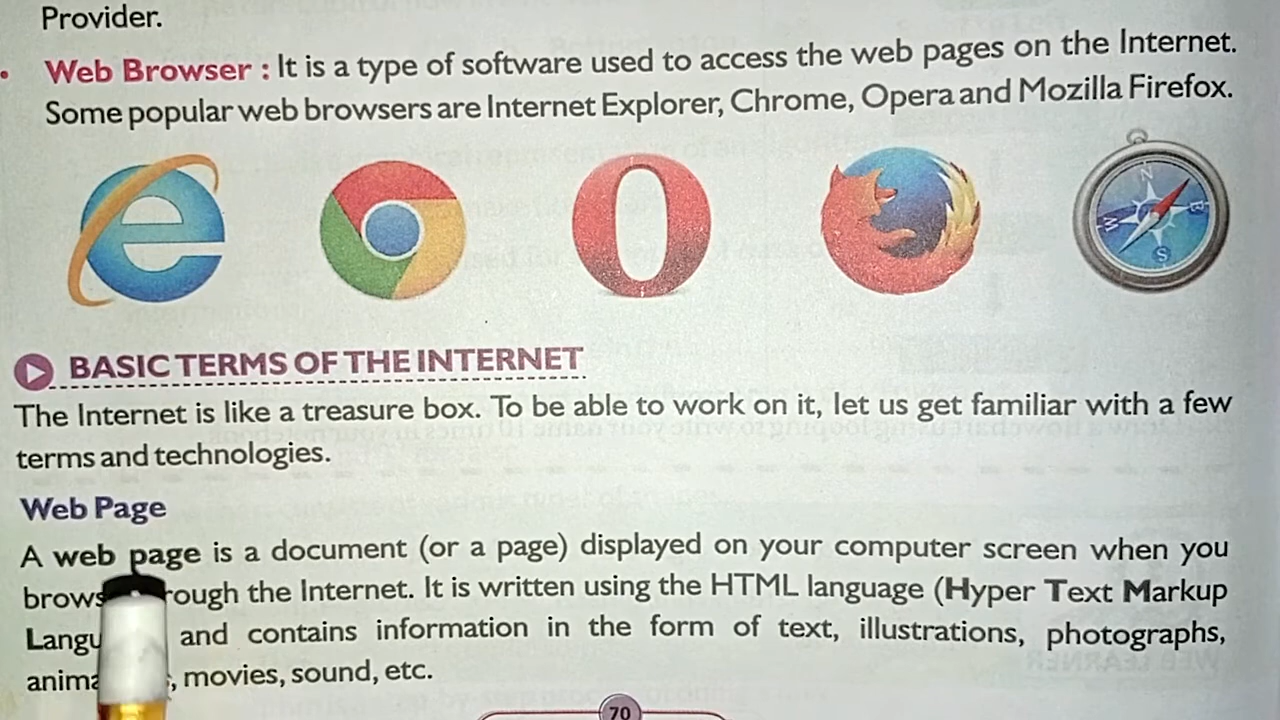 Provider.
• Web Browser : It is a type of software used to access the web pages on the Internet.
Some popular web browsers are Internet Explorer, Chrome, Opera and Mozilla Firefox.
N
W E
S
BASIC TERMS OF THE INTERNET
The Internet is like a treasure box. To be able to work on it, let us get familiar with a few
terms and technologies.
Web Page
A web page is a document (or a page) displayed on your computer screen when you
brows rough the Internet. It is written using the HTML language (Hyper Text Markup
Langu and contains information in the form of text, illustrations, photographs,
anima , movies, sound, etc.
70